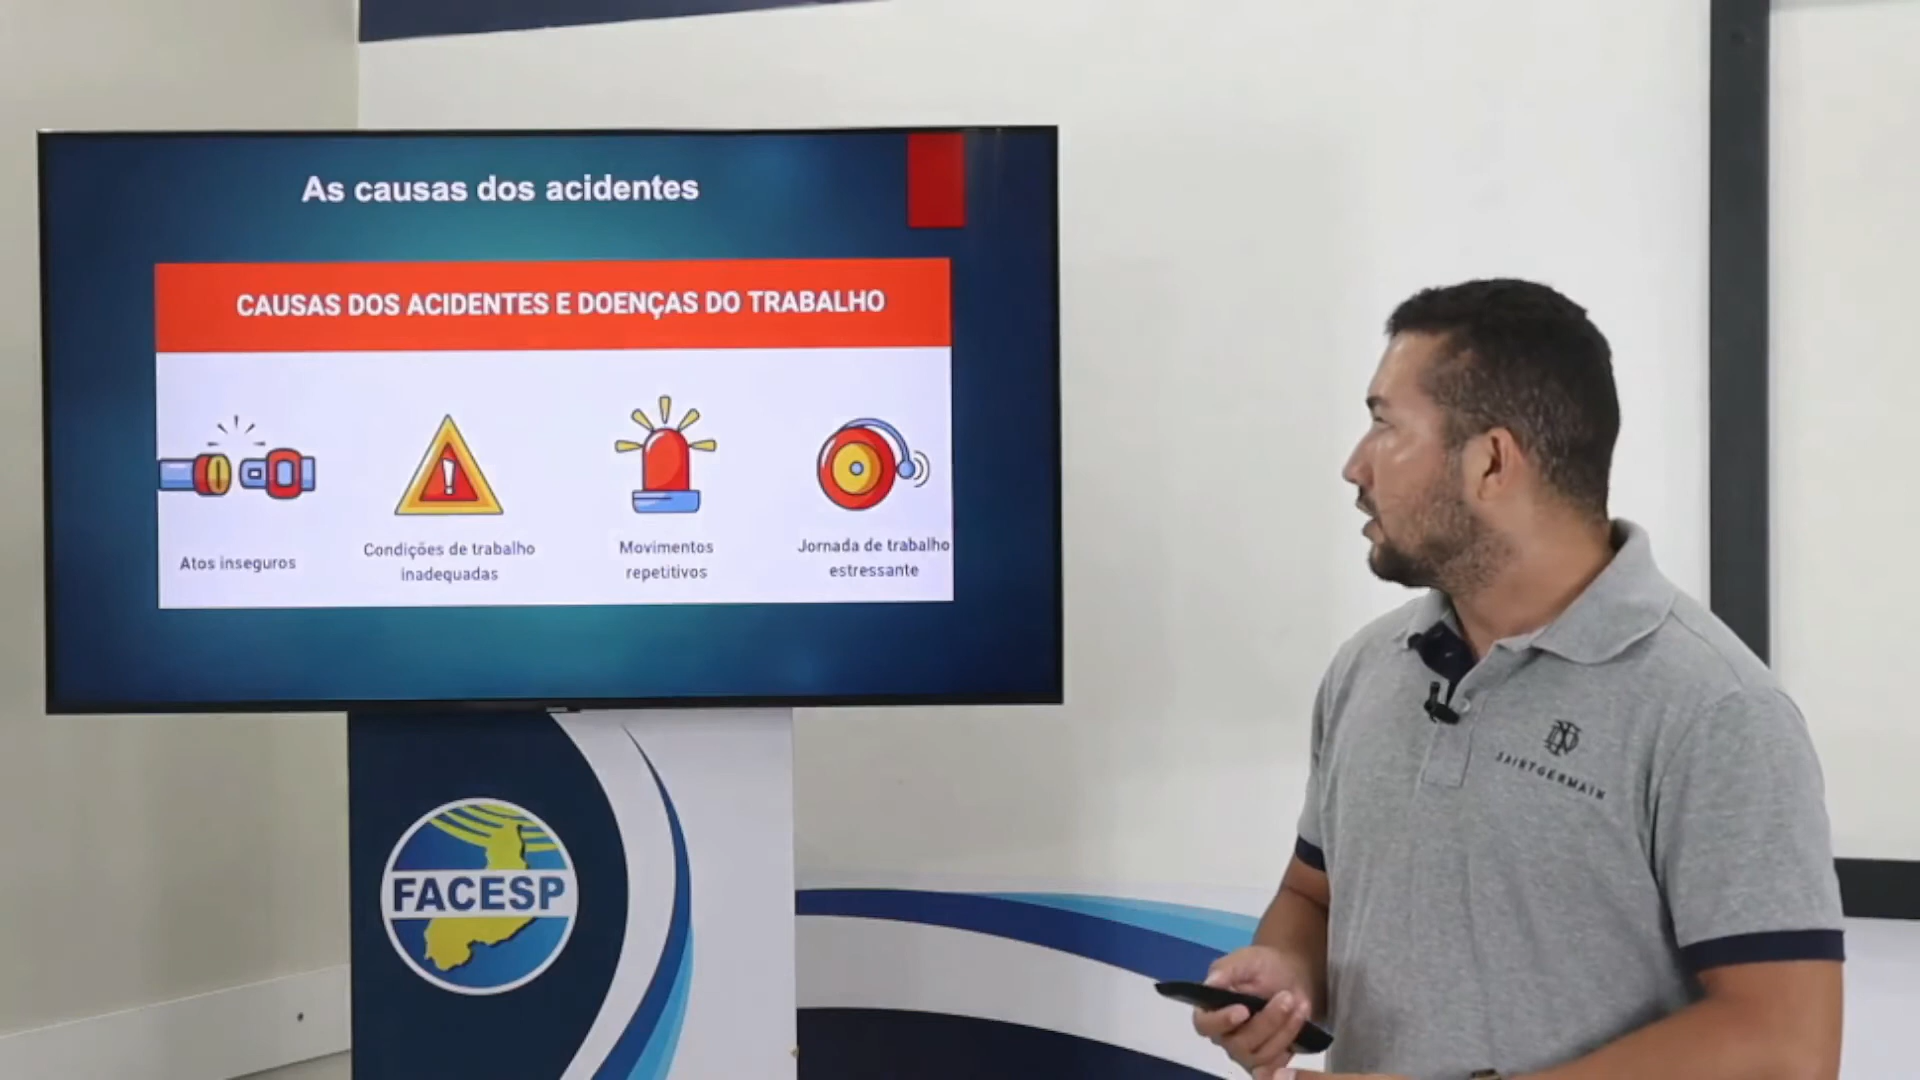 As causas dos acidentes
CAUSAS DOS ACIDENTES E DOENÇAS DO TRABALHO
Atos inseguros
Condições de trabalho
inadequadas
Movimentos
repetitivos
Jornada de trabalho
estressante
FACESP
SAINTGERMAIN